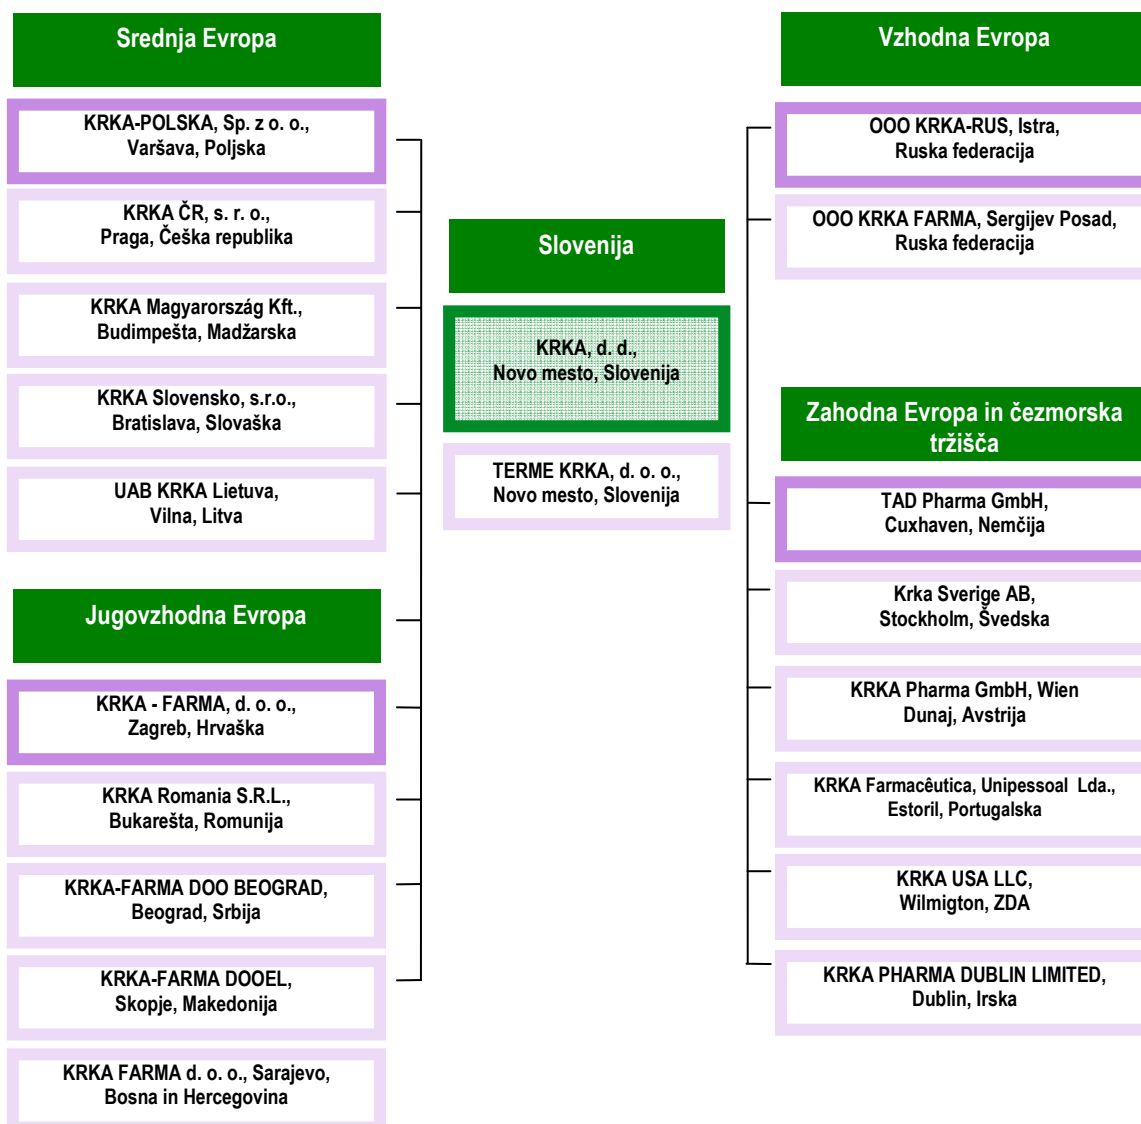 Srednja Evropa
KRKA-POLSKA, Sp. z o. o.,
Varšava, Poljska
KRKA ČR, s. r. o.,
Praga, Češka republika
KRKA Magyarország Kft.,
Budimpešta, Madžarska
KRKA Slovensko, s.r.o.,
Bratislava, Slovaška
UAB KRKA Lietuva,
Vilna, Litva
Jugovzhodna Evropa
KRKA - FARMA, d. o. o.,
Zagreb, Hrvaška
KRKA Romania S.R.L.,
Bukarešta, Romunija
KRKA-FARMA DOO BEOGRAD,
Beograd, Srbija
KRKA-FARMA DOOEL,
Skopje, Makedonija
KRKA FARMA d. o. o., Sarajevo,
Bosna in Hercegovina
Slovenija
KRKA, d. d.,
Novo mesto, Slovenija
TERME KRKA, d. o. o.,
Novo mesto, Slovenija
Vzhodna Evropa
OOO KRKA-RUS, Istra,
Ruska federacija
OOO KRKA FARMA, Sergijev Posad,
Ruska federacija
Zahodna Evropa in čezmorska
tržišča
TAD Pharma GmbH,
Cuxhaven, Nemčija
Krka Sverige AB,
Stockholm, Švedska
KRKA Pharma GmbH, Wien
Dunaj, Avstrija
KRKA Farmacêutica, Unipessoal Lda.,
Estoril, Portugalska
KRKA USA LLC,
Wilmigton, ZDA
KRKA PHARMA DUBLIN LIMITED,
Dublin, Irska